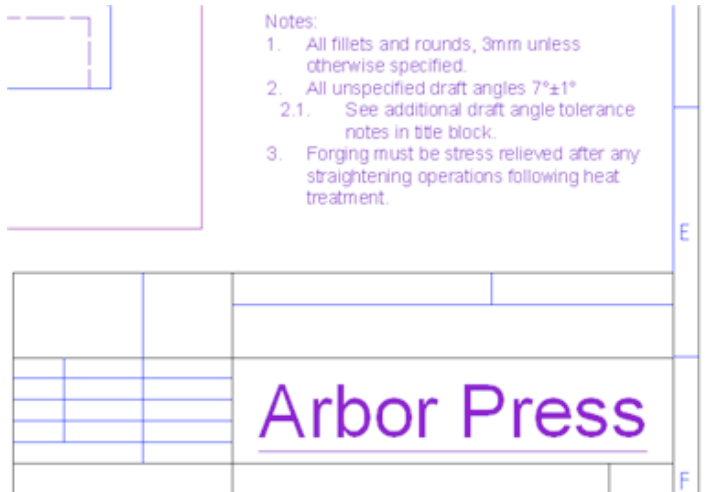 Notes:
1. All fillets and rounds, 3mm unless
otherwise specified.
2. All unspecified draft angles 7°±1°
2.1. See additional draft angle tolerance
notes in title block.
3. Forging must be stress relieved after any
straightening operations following heat
treatment.
E
Arbor Press
F